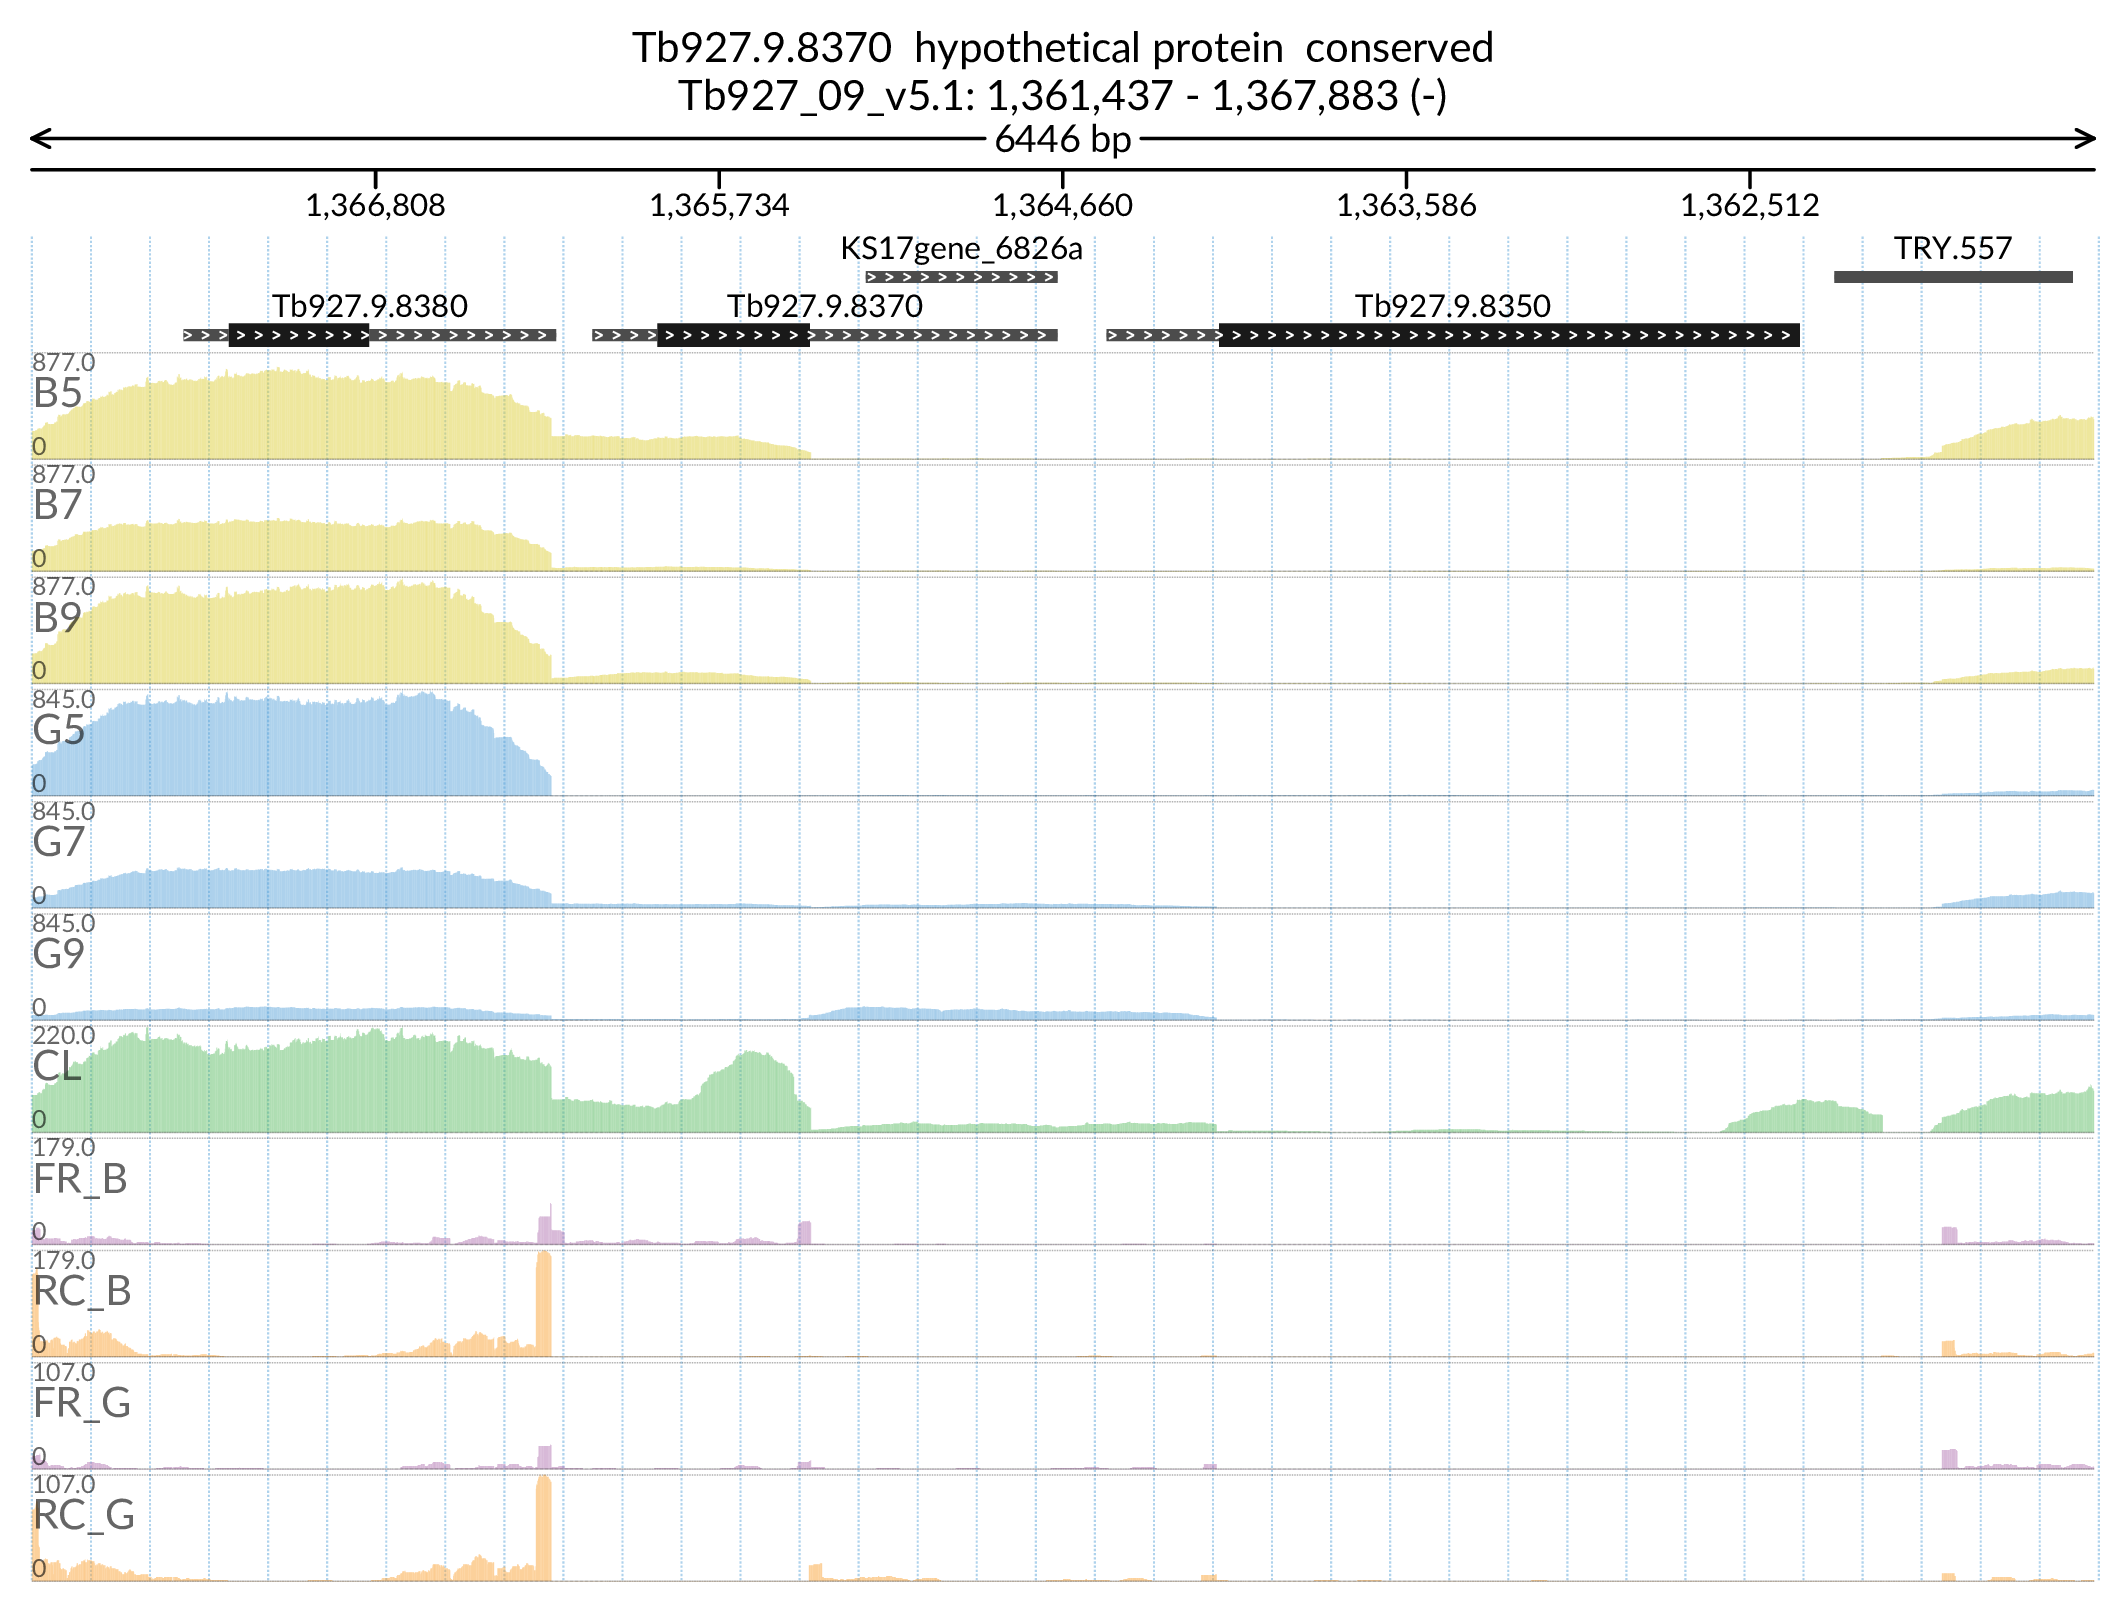 Tb927.9.8370 hypothetical protein conserved
Tb927_09_v5.1: 1,361,437 - 1,367,883 (-)
6446 bp
1,366,808 1,365,734 1,364,660 1,363,586 1,362,512
KS17gene_6826a TRY.557
Tb927.9.8380 Tb927.9.8370 Tb927.9.8350
877.0
B5
0
877.0
B7
0
877.0
B9
0
845.0
G5
0
845.0
G7
0
845.0
G9
0
220.0
CL
0
179.0
FR_B
0
179.0
RC_B
0
107.0
FR_G
0
107.0
RC_G
0